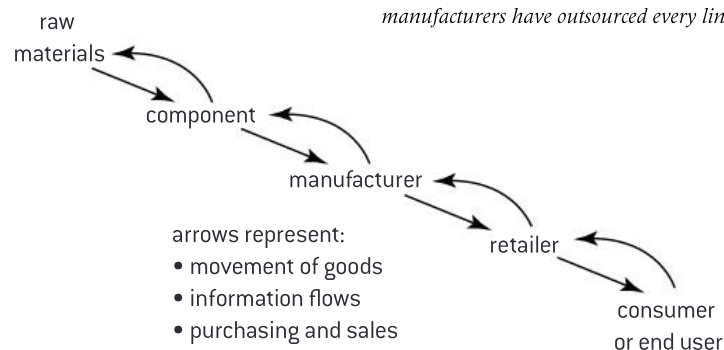 manufacturers have outsourced every lin
raw
materials
component
manufacturer
retailer
consumer
or end user
arrows represent:
• movement of goods
• information flows
• purchasing and sales